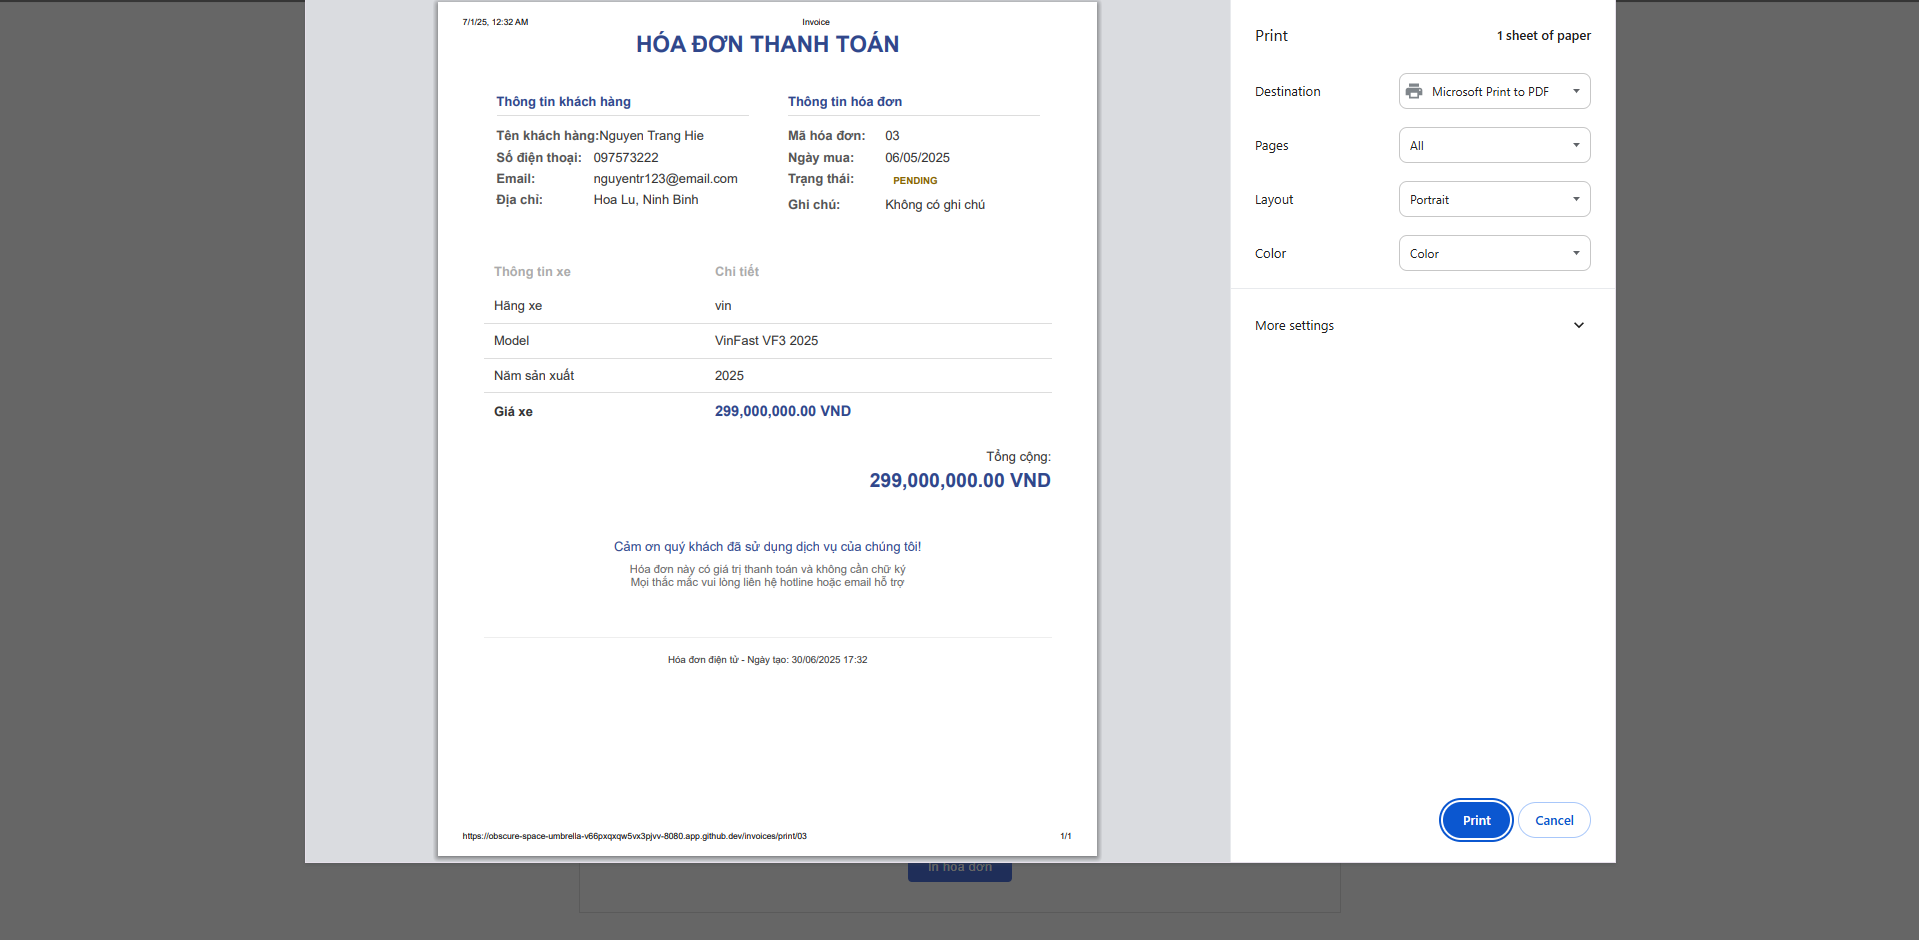 7/1/25, 12:32 AM
Invoice
HÓA ĐƠN THANH TOÁN
Thông tin khách hàng
Tên khách hàng:Nguyen Trang Hie
Số điện thoại: 097573222
Email: nguyentr123@email.com
Địa chỉ: Hoa Lu, Ninh Binh
Thông tin hóa đơn
Mã hóa đơn: 03
Ngày mua: 06/05/2025
Trạng thái: PENDING
Ghi chú: Không có ghi chú
Thông tin xe Chi tiết
Hãng xe vin
Model VinFast VF3 2025
Năm sản xuất 2025
Giá xe 299,000,000.00 VND
Tổng cộng:
299,000,000.00 VND
Cảm ơn quý khách đã sử dụng dịch vụ của chúng tôi!
Hóa đơn này có giá trị thanh toán và không cần chữ ký
Mọi thắc mắc vui lòng liên hệ hotline hoặc email hỗ trợ
Hóa đơn điện tử - Ngày tạo: 30/06/2025 17:32
https://obscure-space-umbrella-v66pxqxqw5vx3pjvv-8080.app.github.dev/invoices/print/03
1/1
Print
1 sheet of paper
Destination Microsoft Print to PDF
Pages All
Layout Portrait
Color Color
More settings
Print Cancel
In hóa đơn